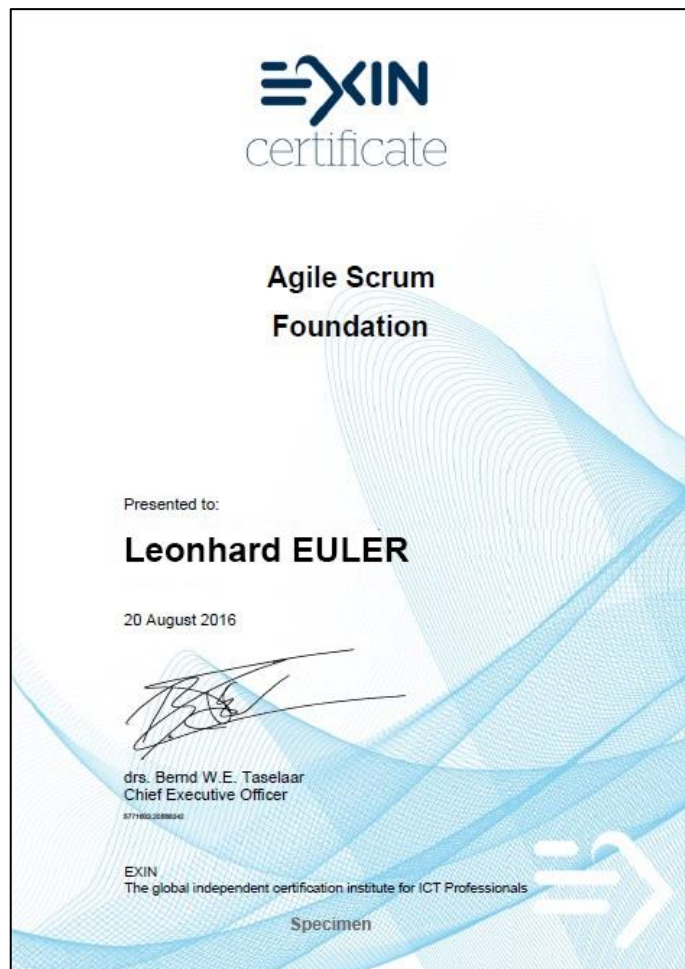 EXIN
certificate
Agile Scrum
Foundation
Presented to:
Leonhard EULER
20 August 2016
drs. Bernd W.E. Taselaar
Chief Executive Officer
EXIN
The global independent certification institute for ICT Professionals
Specimen